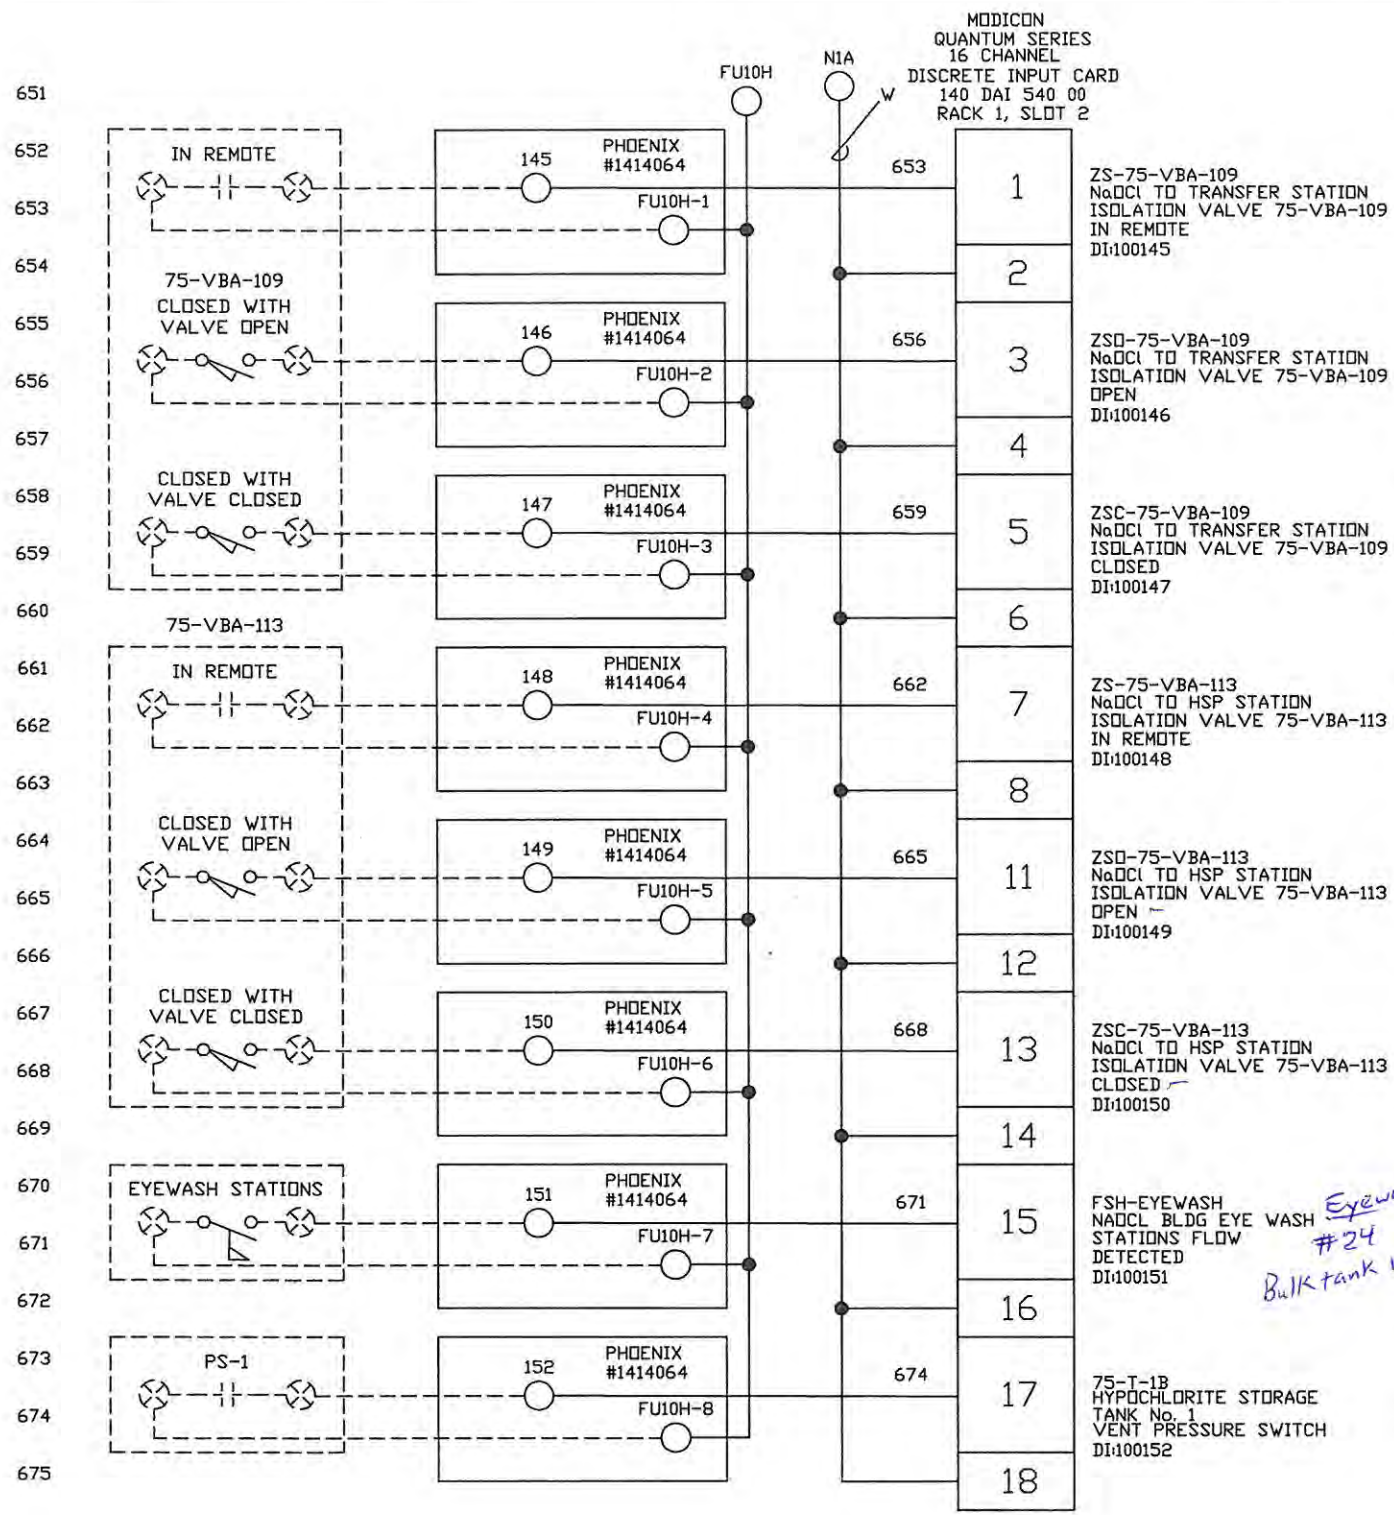 MODICON
QUANTUM SERIES
16 CHANNEL
DISCRETE INPUT CARD
140 DAI 540 00
RACK 1, SLOT 2
FU10H
N1A
W
651
652
653
654
655
656
657
658
659
660
661
662
663
664
665
666
667
668
669
670
671
672
673
674
675
IN REMOTE
75-VBA-109
CLOSED WITH
VALVE OPEN
CLOSED WITH
VALVE CLOSED
75-VBA-113
IN REMOTE
CLOSED WITH
VALVE OPEN
CLOSED WITH
VALVE CLOSED
EYEWASH STATIONS
PS-1
145
PHOENIX
#1414064
FU10H-1
146
PHOENIX
#1414064
FU10H-2
147
PHOENIX
#1414064
FU10H-3
148
PHOENIX
#1414064
FU10H-4
149
PHOENIX
#1414064
FU10H-5
150
PHOENIX
#1414064
FU10H-6
151
PHOENIX
#1414064
FU10H-7
152
PHOENIX
#1414064
FU10H-8
653
656
659
662
665
668
671
674
1
2
3
4
5
6
7
8
11
12
13
14
15
16
17
18
ZS-75-VBA-109
NaOCl TO TRANSFER STATION
ISOLATION VALVE 75-VBA-109
IN REMOTE
DI:100145
ZSO-75-VBA-109
NaOCl TO TRANSFER STATION
ISOLATION VALVE 75-VBA-109
OPEN
DI:100146
ZSC-75-VBA-109
NaOCl TO TRANSFER STATION
ISOLATION VALVE 75-VBA-109
CLOSED
DI:100147
ZS-75-VBA-113
NaOCl TO HSP STATION
ISOLATION VALVE 75-VBA-113
IN REMOTE
DI:100148
ZSO-75-VBA-113
NaOCl TO HSP STATION
ISOLATION VALVE 75-VBA-113
OPEN
DI:100149
ZSC-75-VBA-113
NaOCl TO HSP STATION
ISOLATION VALVE 75-VBA-113
CLOSED
DI:100150
FSH-EYEWASH
NAOCL BLDG EYE WASH
STATIONS FLOW
DETECTED
DI:100151
#24
Bulk tank
75-T-1B
HYPOCHLORITE STORAGE
TANK No. 1
VENT PRESSURE SWITCH
DI:100152